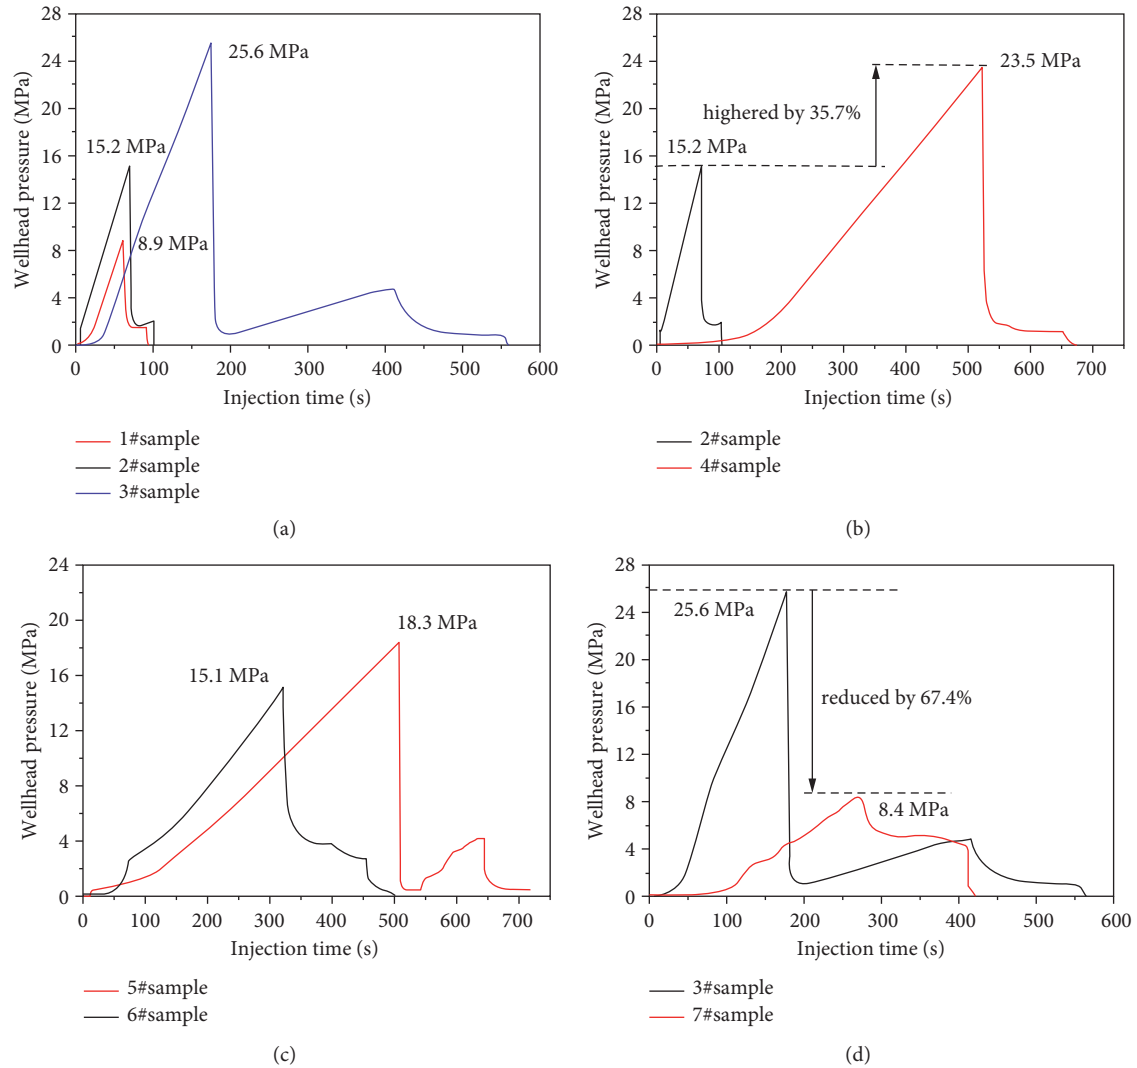 28
24
20
16
12
8
4
0
Wellhead pressure (MPa)
25.6 MPa
15.2 MPa
8.9 MPa
0 100 200 300 400 500 600
Injection time (s)
1#sample
2#sample
3#sample
(a)
28
24
20
16
12
8
4
0
Wellhead pressure (MPa)
23.5 MPa
highered by 35.7%
15.2 MPa
0 100 200 300 400 500 600 700
Injection time (s)
2#sample
4#sample
(b)
24
20
16
12
8
4
0
Wellhead pressure (MPa)
18.3 MPa
15.1 MPa
0 100 200 300 400 500 600 700
Injection time (s)
5#sample
6#sample
(c)
28
24
20
16
12
8
4
0
Wellhead pressure (MPa)
25.6 MPa
reduced by 67.4%
8.4 MPa
0 100 200 300 400 500 600
Injection time (s)
3#sample
7#sample
(d)